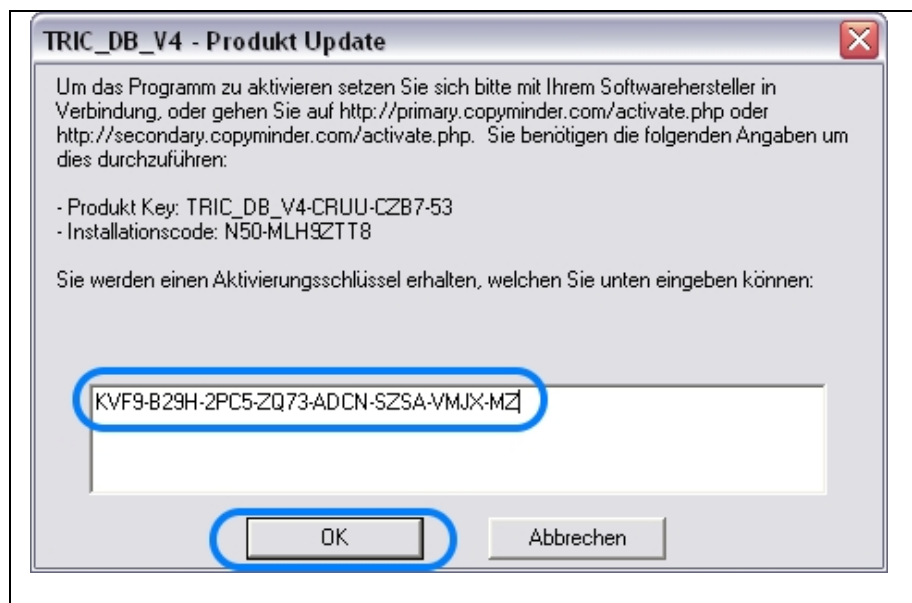 TRIC_DB_V4 - Produkt Update
Um das Programm zu aktivieren setzen Sie sich bitte mit Ihrem Softwarehersteller in
Verbindung, oder gehen Sie auf http://primary.copyminder.com/activate.php oder
http://secondary.copyminder.com/activate.php. Sie benötigen die folgenden Angaben um
dies durchzuführen:
- Produkt Key: TRIC_DB_V4-CRUU-CZB7-53
- Installationscode: N50-MLH9ZTT8
Sie werden einen Aktivierungsschlüssel erhalten, welchen Sie unten eingeben können:
KVF9-B29H-2PC5-ZQ73-ADCN-SZSA-VMJX-MZ
OK
Abbrechen